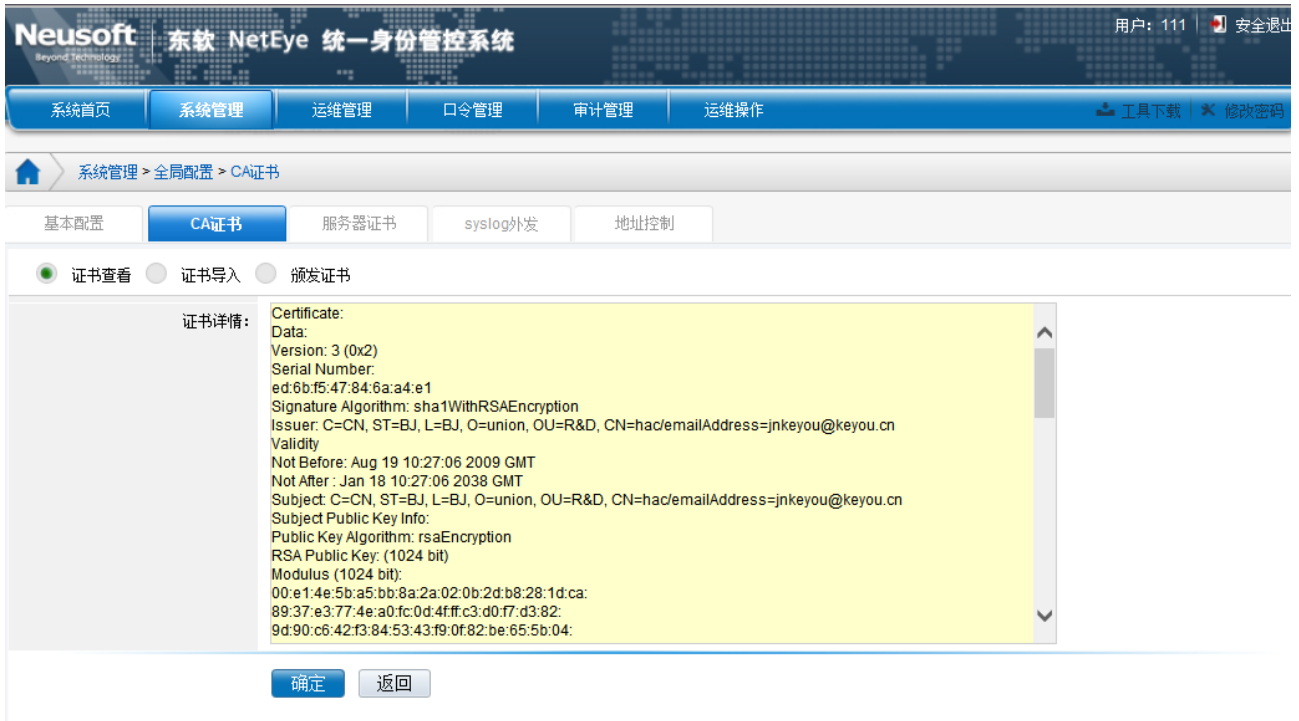 Neusoft
Beyond Technology
东软 NetEye 统一身份管控系统
用户: 111 安全退出
系统首页 系统管理 运维管理 口令管理 审计管理 运维操作 工具下载 修改密码
系统管理 > 全局配置 > CA证书
基本配置 CA证书 服务器证书 syslog外发 地址控制
证书查看 证书导入 颁发证书
证书详情:
Certificate:
Data:
Version: 3 (0x2)
Serial Number:
ed:6b:f5:47:84:6a:a4:e1
Signature Algorithm: sha1WithRSAEncryption
Issuer: C=CN, ST=BJ, L=BJ, O=union, OU=R&D, CN=hac/emailAddress=jnkeyou@keyou.cn
Validity
Not Before: Aug 19 10:27:06 2009 GMT
Not After : Jan 18 10:27:06 2038 GMT
Subject: C=CN, ST=BJ, L=BJ, O=union, OU=R&D, CN=hac/emailAddress=jnkeyou@keyou.cn
Subject Public Key Info:
Public Key Algorithm: rsaEncryption
RSA Public Key: (1024 bit)
Modulus (1024 bit):
00:e1:4e:5b:a5:bb:8a:2a:02:0b:2d:b8:28:1d:ca:
89:37:e3:77:4e:a0:fc:0d:4f:ff:c3:d0:f7:d3:82:
9d:90:c6:42:f3:84:53:43:f9:0f:82:be:65:5b:04:
确定 返回